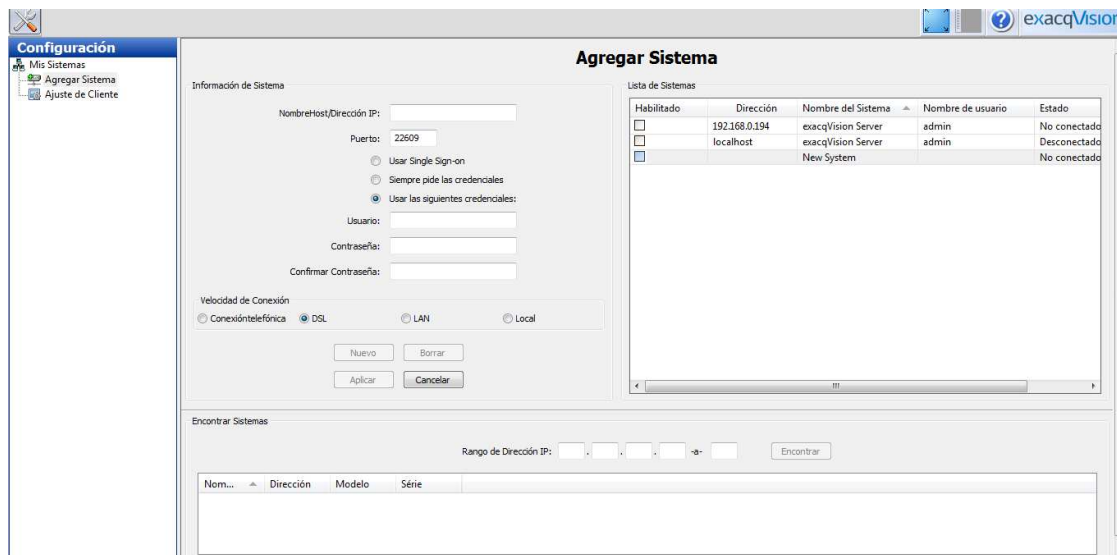 exacqVision
Configuración
Mis Sistemas
Agregar Sistema
Ajuste de Cliente
Agregar Sistema
Información de Sistema
NombreHost/Dirección IP:
Puerto: 22609
Usar Single Sign-on
Siempre pide las credenciales
Usar las siguientes credenciales:
Usuario:
Contraseña:
Confirmar Contraseña:
Velocidad de Conexión
Conexióntelefónica DSL LAN Local
Nuevo Borrar
Aplicar Cancelar
Lista de Sistemas
Habilitado Dirección Nombre del Sistema Nombre de usuario Estado
192.168.0.194 exacqVision Server admin No conectado
localhost exacqVision Server admin Desconectado
New System No conectado
Encontrar Sistemas
Rango de Dirección IP: . . . -a- Encontrar
Nom... Dirección Modelo Série